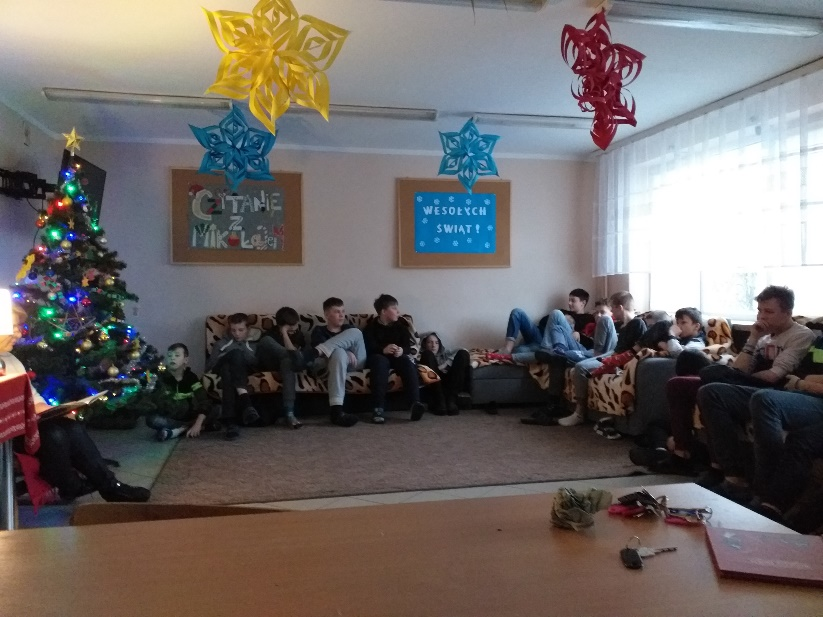 CZYTANIE
Z
MIKOŁAJEM
WESOŁYCH
ŚWIĄT!